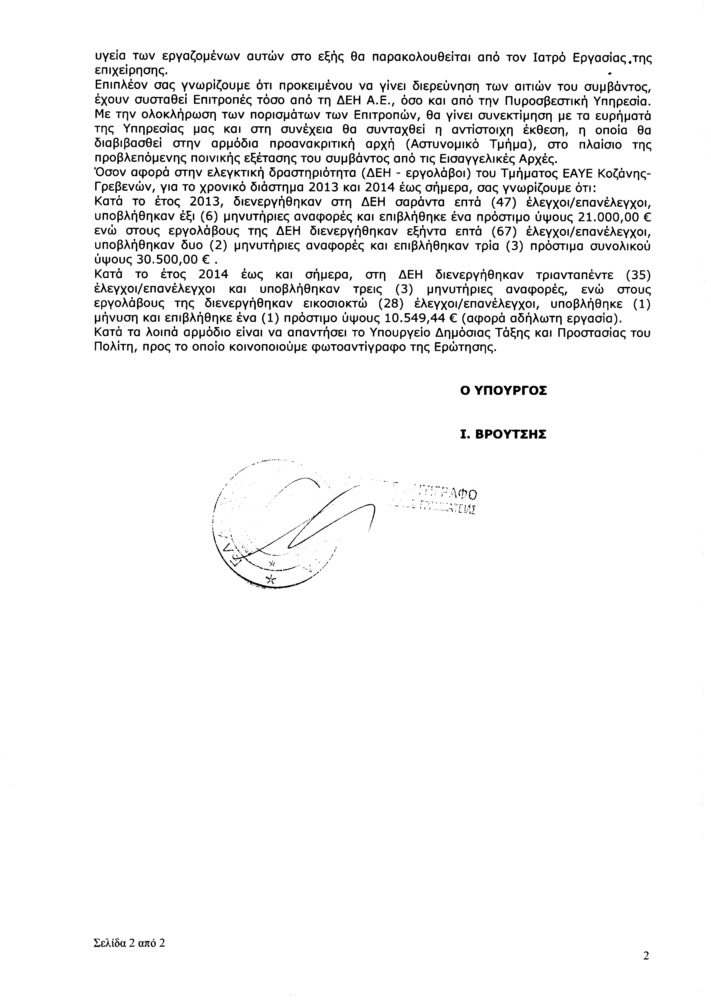 υγεία των εργαζομένων αυτών στο εξής θα παρακολουθείται από τον Ιατρό Εργασίας.της
επιχείρησης.
Επιπλέον σας γνωρίζουμε ότι προκειμένου να γίνει διερεύνηση των αιτιών του συμβάντος,
έχουν συσταθεί Επιτροπές τόσο από τη ΔΕΗ Α.Ε., όσο και από την Πυροσβεστική Υπηρεσία.
Με την ολοκλήρωση των πορισμάτων των Επιτροπών, θα γίνει συνεκτίμηση με τα ευρήματά
της Υπηρεσίας μας και στη συνέχεια θα συνταχθεί η αντίστοιχη έκθεση, η οποία θα
διαβιβασθεί στην αρμόδια προανακριτική αρχή (Αστυνομικό Τμήμα), στο πλαίσιο της
προβλεπόμενης ποινικής εξέτασης του συμβάντος από τις Εισαγγελικές Αρχές.
Όσον αφορά στην ελεγκτική δραστηριότητα (ΔΕΗ - εργολάβοι) του Τμήματος ΕΑΥΕ Κοζάνης-
Γρεβενών, για το χρονικό διάστημα 2013 και 2014 έως σήμερα, σας γνωρίζουμε ότι:
Κατά το έτος 2013, διενεργήθηκαν στη ΔΕΗ σαράντα επτά (47) έλεγχοι/επανέλεγχοι,
υποβλήθηκαν έξι (6) μηνυτήριες αναφορές και επιβλήθηκε ένα πρόστιμο ύψους 21.000,00 €
ενώ στους εργολάβους της ΔΕΗ διενεργήθηκαν εξήντα επτά (67) έλεγχοι/επανέλεγχοι,
υποβλήθηκαν δυο (2) μηνυτήριες αναφορές και επιβλήθηκαν τρία (3) πρόστιμα συνολικού
ύψους 30.500,00 € .
Κατά το έτος 2014 έως και σήμερα, στη ΔΕΗ διενεργήθηκαν τριανταπέντε (35)
έλεγχοι/επανέλεγχοι και υποβλήθηκαν τρεις (3) μηνυτήριες αναφορές, ενώ στους
εργολάβους της διενεργήθηκαν εικοσιοκτώ (28) έλεγχοι/επανέλεγχοι, υποβλήθηκε (1)
μήνυση και επιβλήθηκε ένα (1) πρόστιμο ύψους 10.549,44 € (αφορά αδήλωτη εργασία).
Κατά τα λοιπά αρμόδιο είναι να απαντήσει το Υπουργείο Δημόσιας Τάξης και Προστασίας του
Πολίτη, προς το οποίο κοινοποιούμε φωτοαντίγραφο της Ερώτησης.
Ο ΥΠΟΥΡΓΟΣ
Ι. ΒΡΟΥΤΣΗΣ
Σελίδα 2 από 2
2